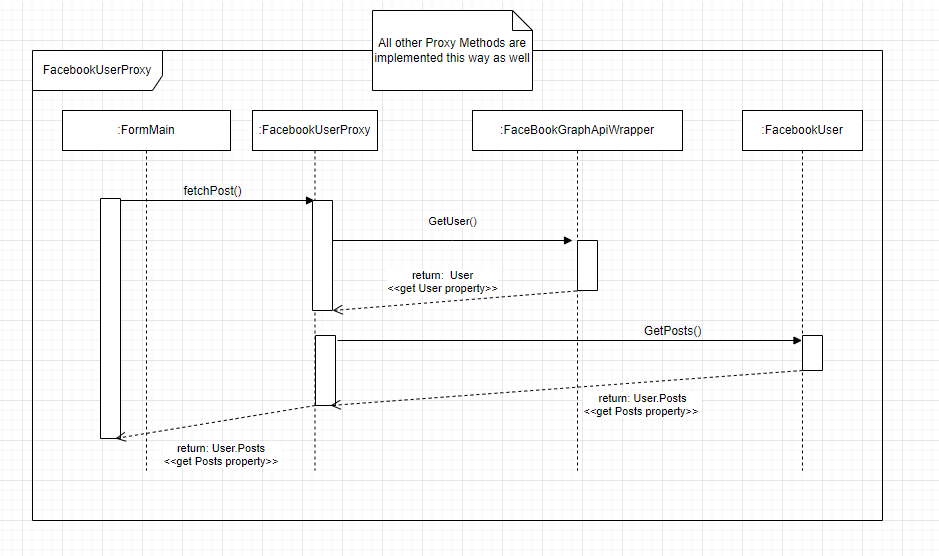 All other Proxy Methods are
implemented this way as well
FacebookUserProxy
:FormMain
:FacebookUserProxy
:FaceBookGraphApiWrapper
:FacebookUser
fetchPost()
GetUser()
return:  User
<<get User property>>
GetPosts()
return: User.Posts
<<get Posts property>>
return: User.Posts
<<get Posts property>>